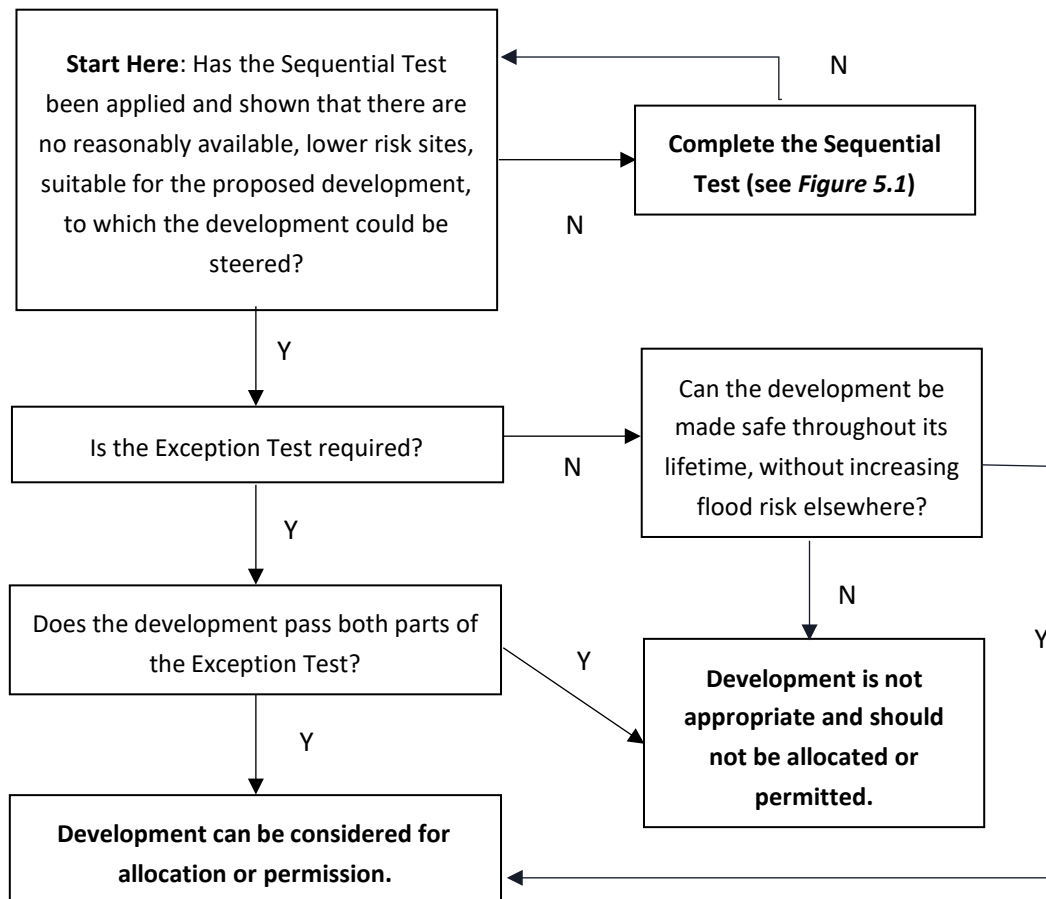 Start Here: Has the Sequential Test
been applied and shown that there are
no reasonably available, lower risk sites,
suitable for the proposed development,
to which the development could be
steered?
N
Complete the Sequential
Test (see Figure 5.1)
N
Y
Is the Exception Test required?
N
Can the development be
made safe throughout its
lifetime, without increasing
flood risk elsewhere?
Y
N
Y
Does the development pass both parts of
the Exception Test?
Y
Development is not
appropriate and should
not be allocated or
permitted.
Y
Development can be considered for
allocation or permission.